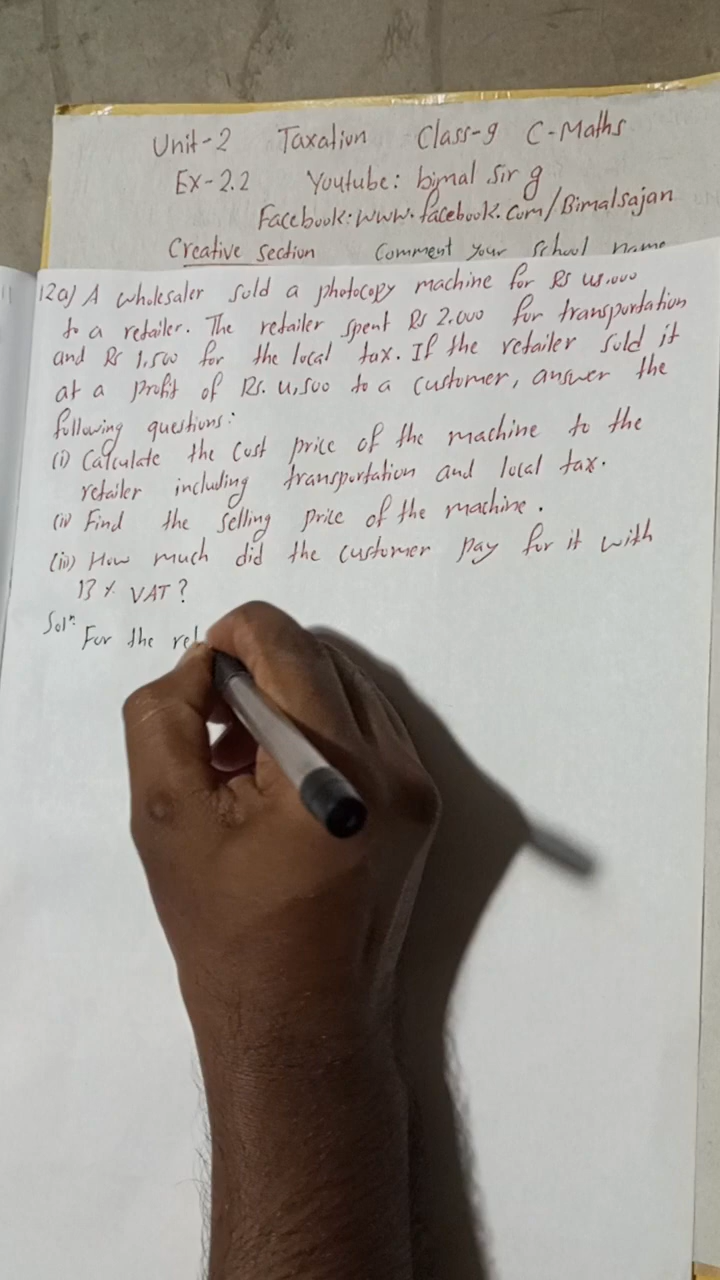 Unit-2 Taxation Class-9 C-Maths
Ex-2.2 Youtube: bimal sir g
Facebook: www.facebook.com/Bimalsajan
Creative section Comment your school name
12a) A wholesaler sold a photocopy machine for Rs 48,000
to a retailer. The retailer spent Rs 2,000 for transportation
and Rs 1,500 for the local tax. If the retailer sold it
at a profit of Rs. 4,500 to a customer, answer the
following questions:
(i) Calculate the cost price of the machine to the
retailer including transportation and local tax.
(ii) Find the selling price of the machine.
(iii) How much did the customer pay for it with
13% VAT?
Solⁿ: For the ret